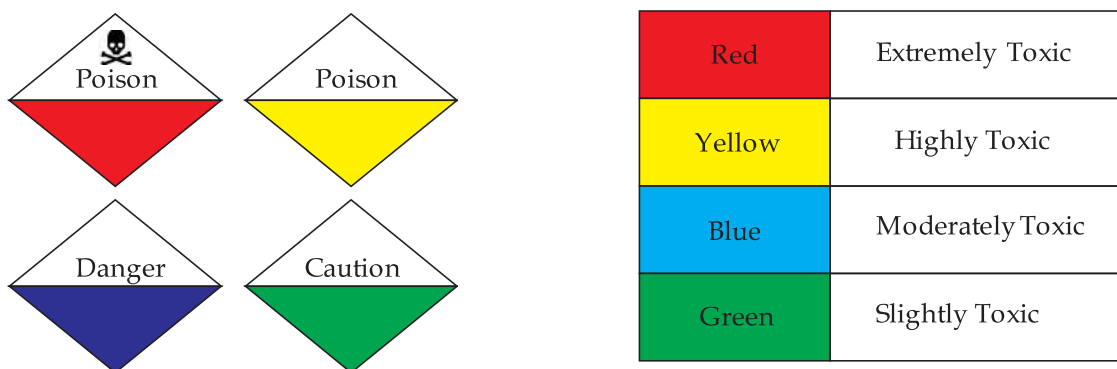 Poison
Poison
Danger
Caution
Red Extremely Toxic
Yellow Highly Toxic
Blue Moderately Toxic
Green Slightly Toxic